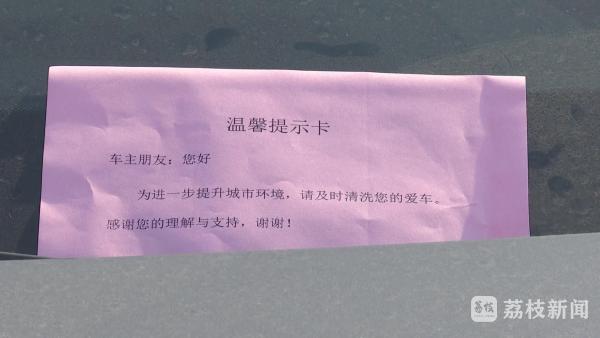 温馨提示卡
车主朋友：您好
为进一步提升城市环境，请及时清洗您的爱车。
感谢您的理解与支持，谢谢！
荔枝 荔枝新闻